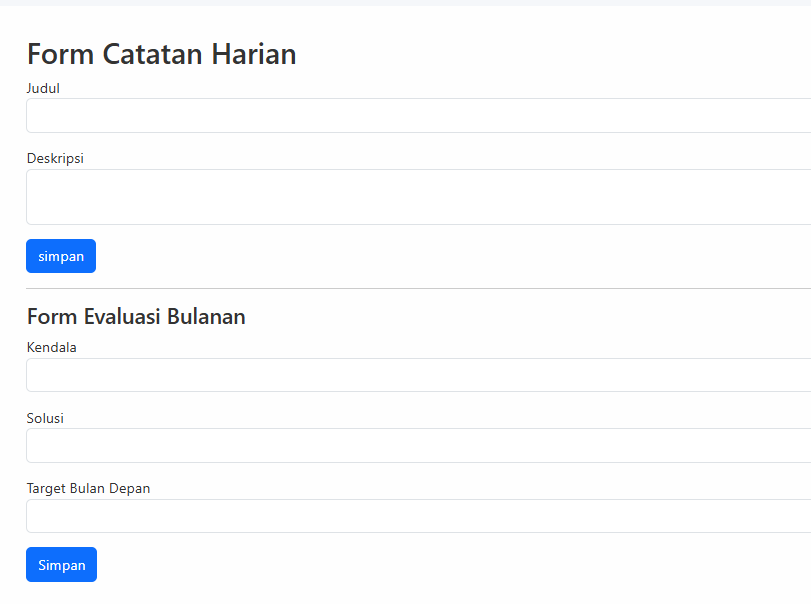 Form Catatan Harian
Judul
Deskripsi
simpan
Form Evaluasi Bulanan
Kendala
Solusi
Target Bulan Depan
Simpan